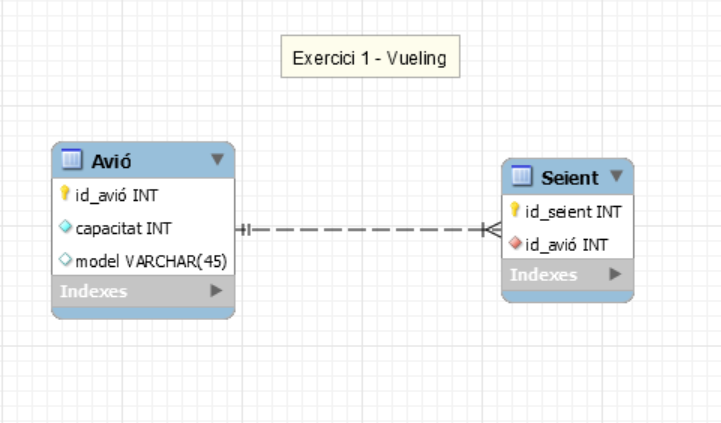 Exercici 1 - Vueling
Avió
id_avió INT
capacitat INT
model VARCHAR(45)
Indexes
Seient
id_seient INT
id_avió INT
Indexes